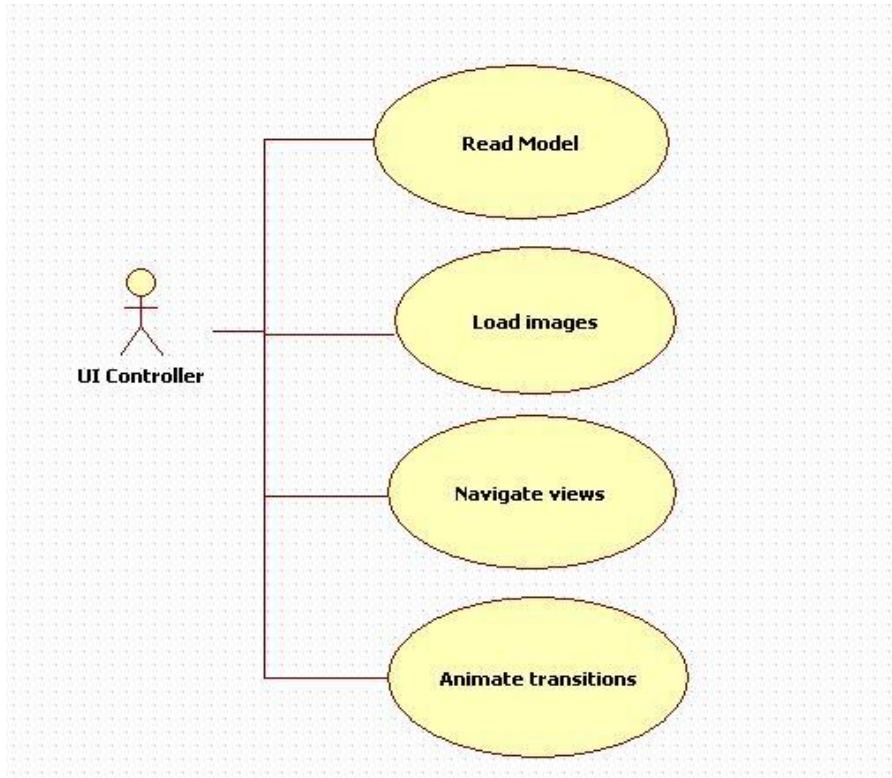 Read Model
Load images
UI Controller
Navigate views
Animate transitions